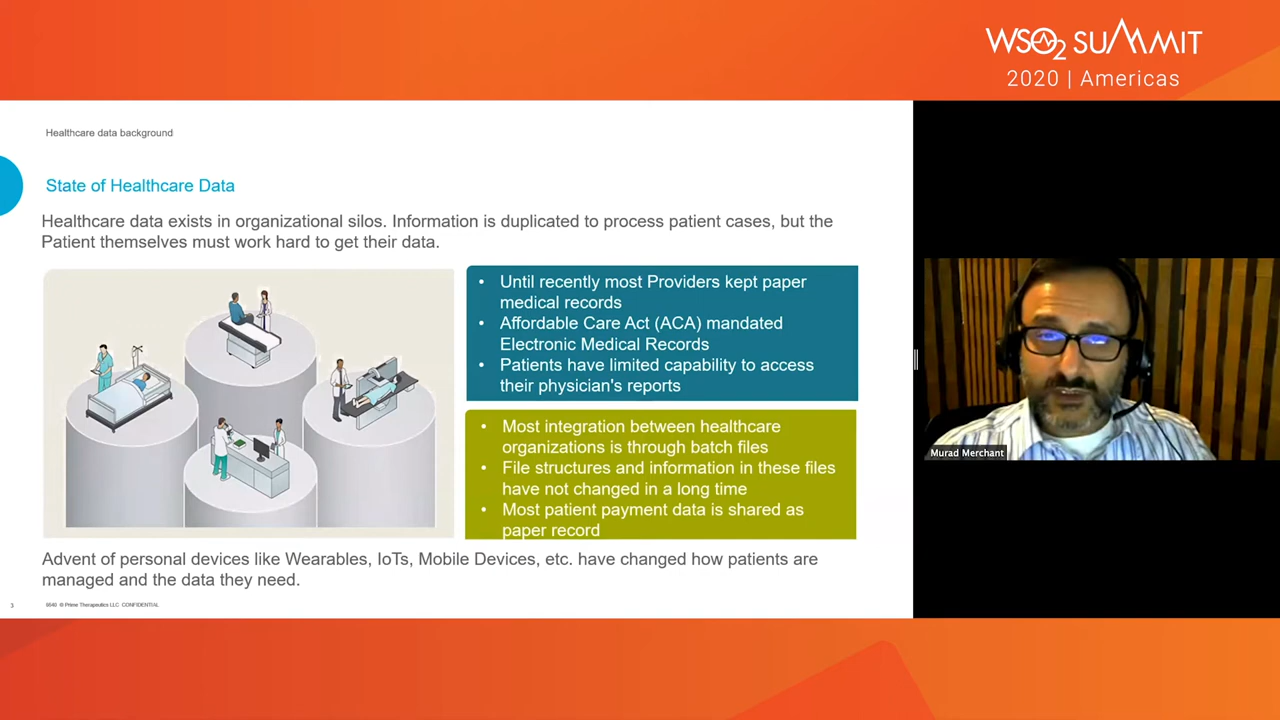 WSO2 SUMMIT
2020 | Americas
Healthcare data background
State of Healthcare Data
Healthcare data exists in organizational silos. Information is duplicated to process patient cases, but the
Patient themselves must work hard to get their data.
• Until recently most Providers kept paper
medical records
• Affordable Care Act (ACA) mandated
Electronic Medical Records
• Patients have limited capability to access
their physician's reports
• Most integration between healthcare
organizations is through batch files
• File structures and information in these files
have not changed in a long time
• Most patient payment data is shared as
paper record
Advent of personal devices like Wearables, IoTs, Mobile Devices, etc. have changed how patients are
managed and the data they need.
3
© Prime Therapeutics LLC CONFIDENTIAL
Murad Merchant